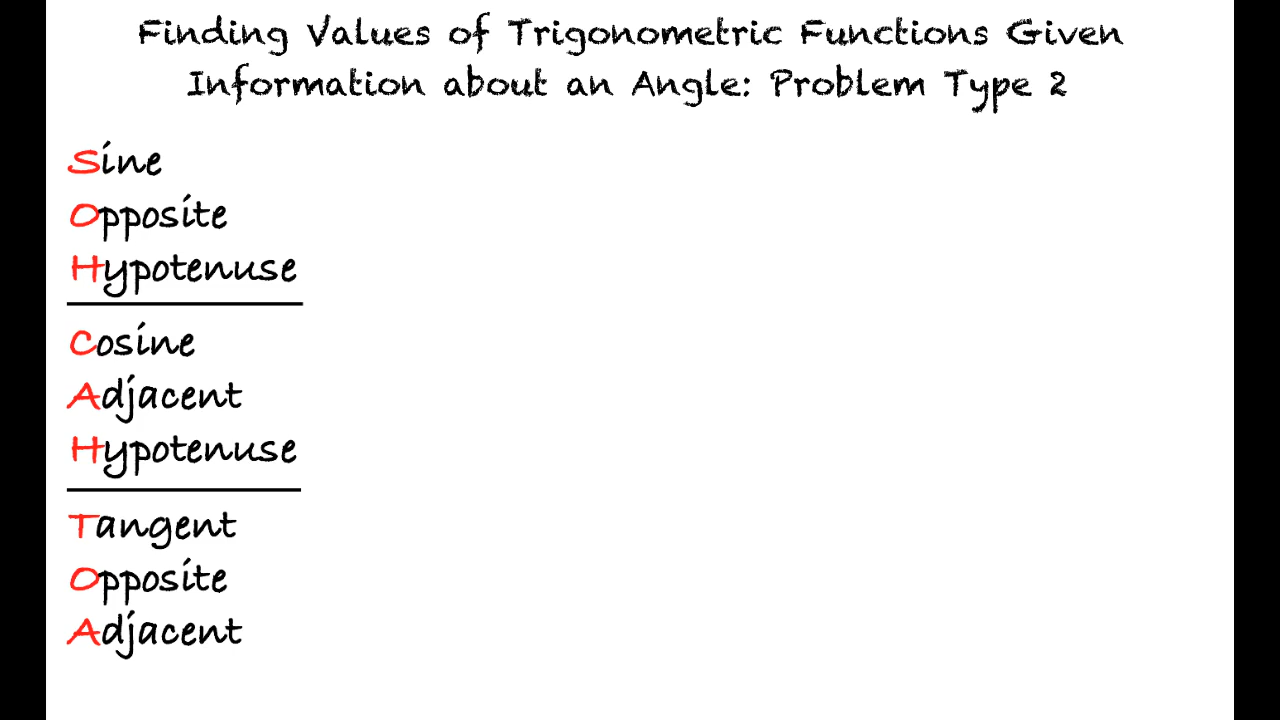 Finding Values of Trigonometric Functions Given
Information about an Angle: Problem Type 2
Sine
Opposite
Hypotenuse
Cosine
Adjacent
Hypotenuse
Tangent
Opposite
Adjacent